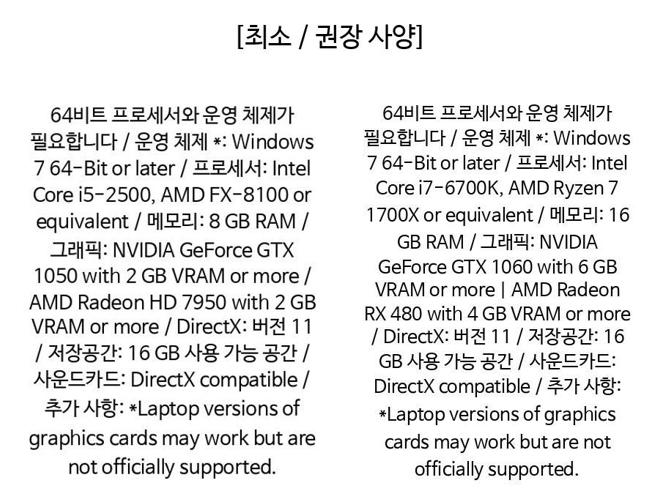 [최소 / 권장 사양]
64비트 프로세서와 운영 체제가
필요합니다 / 운영 체제 *: Windows
7 64-Bit or later / 프로세서: Intel
Core i5-2500, AMD FX-8100 or
equivalent / 메모리: 8 GB RAM /
그래픽: NVIDIA GeForce GTX
1050 with 2 GB VRAM or more /
AMD Radeon HD 7950 with 2 GB
VRAM or more / DirectX: 버전 11
/ 저장공간: 16 GB 사용 가능 공간 /
사운드카드: DirectX compatible /
추가 사항: *Laptop versions of
graphics cards may work but are
not officially supported.
64비트 프로세서와 운영 체제가
필요합니다 / 운영 체제 *: Windows
7 64-Bit or later / 프로세서: Intel
Core i7-6700K, AMD Ryzen 7
1700X or equivalent / 메모리: 16
GB RAM / 그래픽: NVIDIA
GeForce GTX 1060 with 6 GB
VRAM or more | AMD Radeon
RX 480 with 4 GB VRAM or more
/ DirectX: 버전 11 / 저장공간: 16
GB 사용 가능 공간 / 사운드카드:
DirectX compatible / 추가 사항:
*Laptop versions of graphics
cards may work but are not
officially supported.